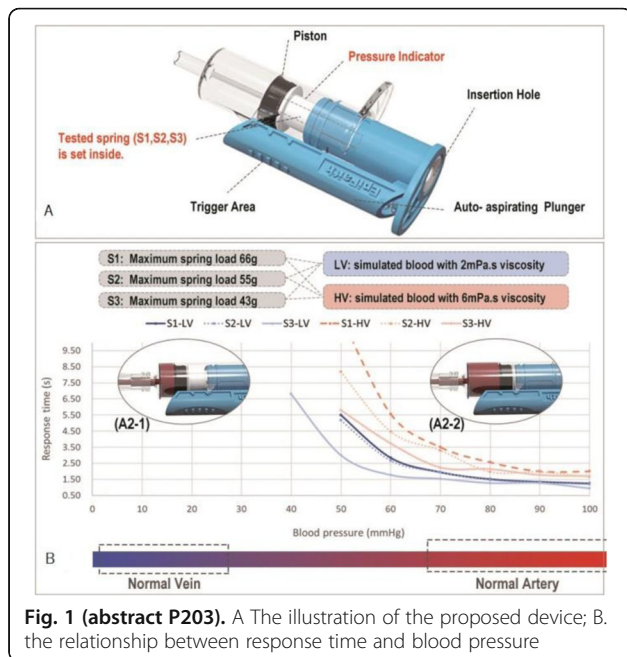 Piston
Pressure Indicator
Insertion Hole
Tested spring (S1,S2,S3)
is set inside.
EpiFaith
Trigger Area
Auto- aspirating Plunger
A
S1: Maximum spring load 66g
S2: Maximum spring load 55g
S3: Maximum spring load 43g
LV: simulated blood with 2mPa.s viscosity
HV: simulated blood with 6mPa.s viscosity
S1-LV S2-LV S3-LV S1-HV S2-HV S3-HV
9.50
8.50
7.50
6.50
5.50
4.50
3.50
2.50
1.50
0.50
Response time (s)
(A2-1)
(A2-2)
0 10 20 30 40 50 60 70 80 90 100
Blood pressure (mmHg)
B
Normal Vein
Normal Artery
Fig. 1 (abstract P203). A The illustration of the proposed device; B.
the relationship between response time and blood pressure